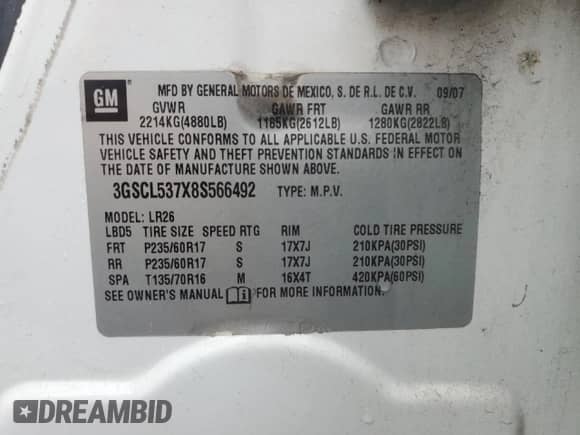 GM
MFD BY GENERAL MOTORS DE MEXICO, S. DE R.L. DE C.V. 09/07
GVWR GAWR FRT GAWR RR
2214KG(4880LB) 1185KG(2612LB) 1280KG(2822LB)
THIS VEHICLE CONFORMS TO ALL APPLICABLE U.S. FEDERAL MOTOR
VEHICLE SAFETY AND THEFT PREVENTION STANDARDS IN EFFECT ON
THE DATE OF MANUFACTURE SHOWN ABOVE.
3GSCL537X8S566492 TYPE: M.P.V.
MODEL: LR26
LBD5 TIRE SIZE SPEED RTG RIM COLD TIRE PRESSURE
FRT P235/60R17 S 17X7J 210KPA(30PSI)
RR P235/60R17 S 17X7J 210KPA(30PSI)
SPA T135/70R16 M 16X4T 420KPA(60PSI)
SEE OWNER'S MANUAL FOR MORE INFORMATION.
DREAMBID